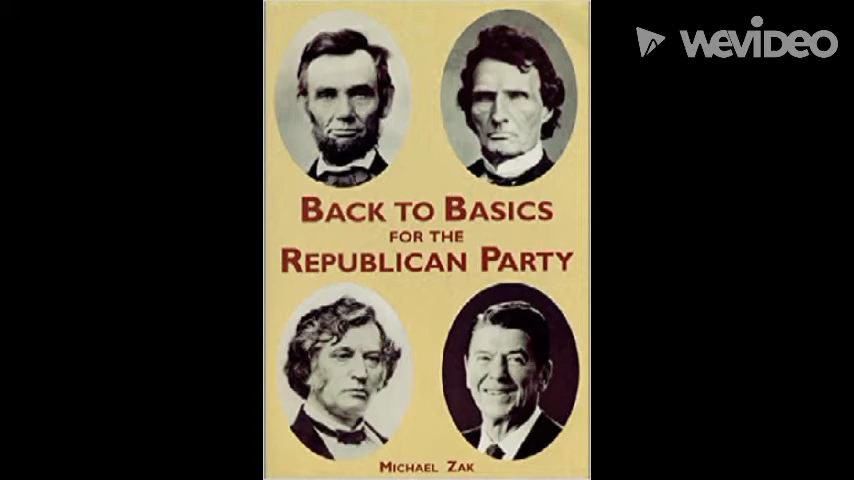 WEVIDEO
BACK TO BASICS
FOR THE
REPUBLICAN PARTY
MICHAEL ZAK